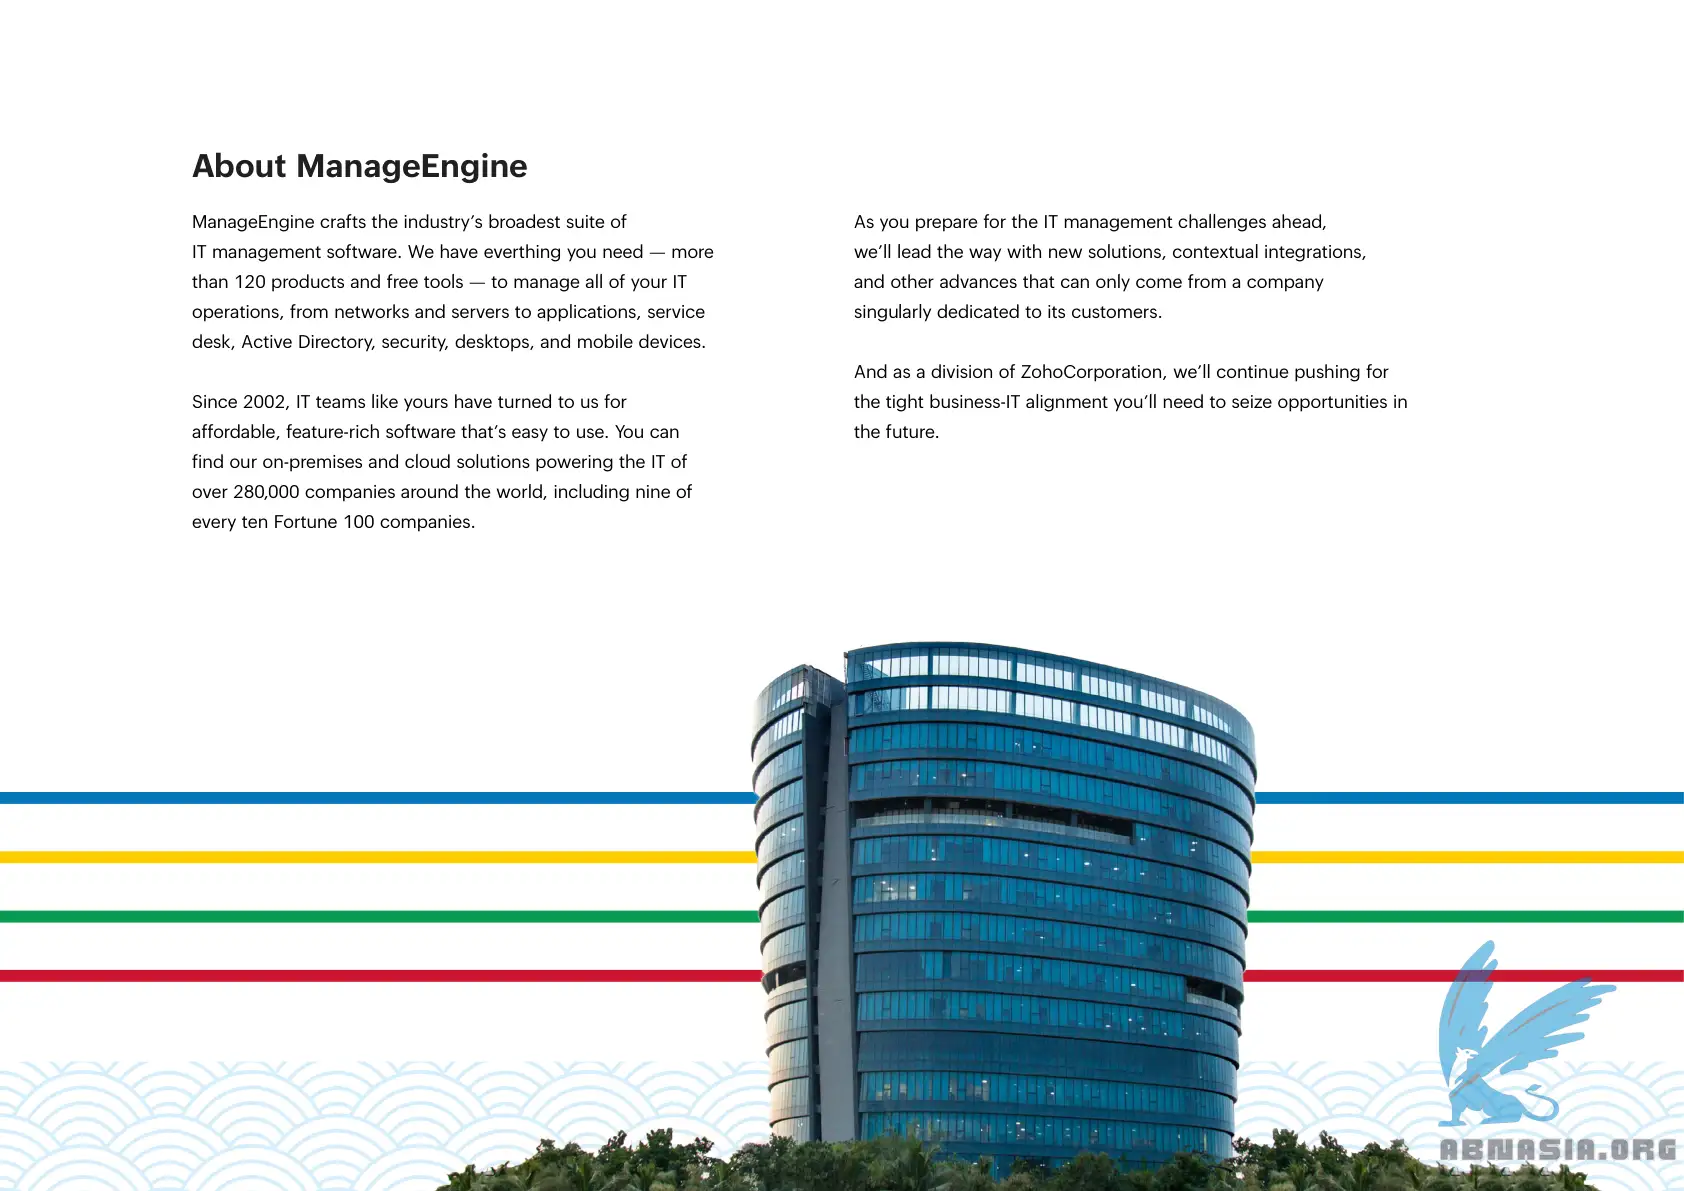 About ManageEngine
ManageEngine crafts the industry's broadest suite of
IT management software. We have everthing you need — more
than 120 products and free tools — to manage all of your IT
operations, from networks and servers to applications, service
desk, Active Directory, security, desktops, and mobile devices.
Since 2002, IT teams like yours have turned to us for
affordable, feature-rich software that's easy to use. You can
find our on-premises and cloud solutions powering the IT of
over 280,000 companies around the world, including nine of
every ten Fortune 100 companies.
As you prepare for the IT management challenges ahead,
we'll lead the way with new solutions, contextual integrations,
and other advances that can only come from a company
singularly dedicated to its customers.
And as a division of ZohoCorporation, we'll continue pushing for
the tight business-IT alignment you'll need to seize opportunities in
the future.
ABNASIA.ORG